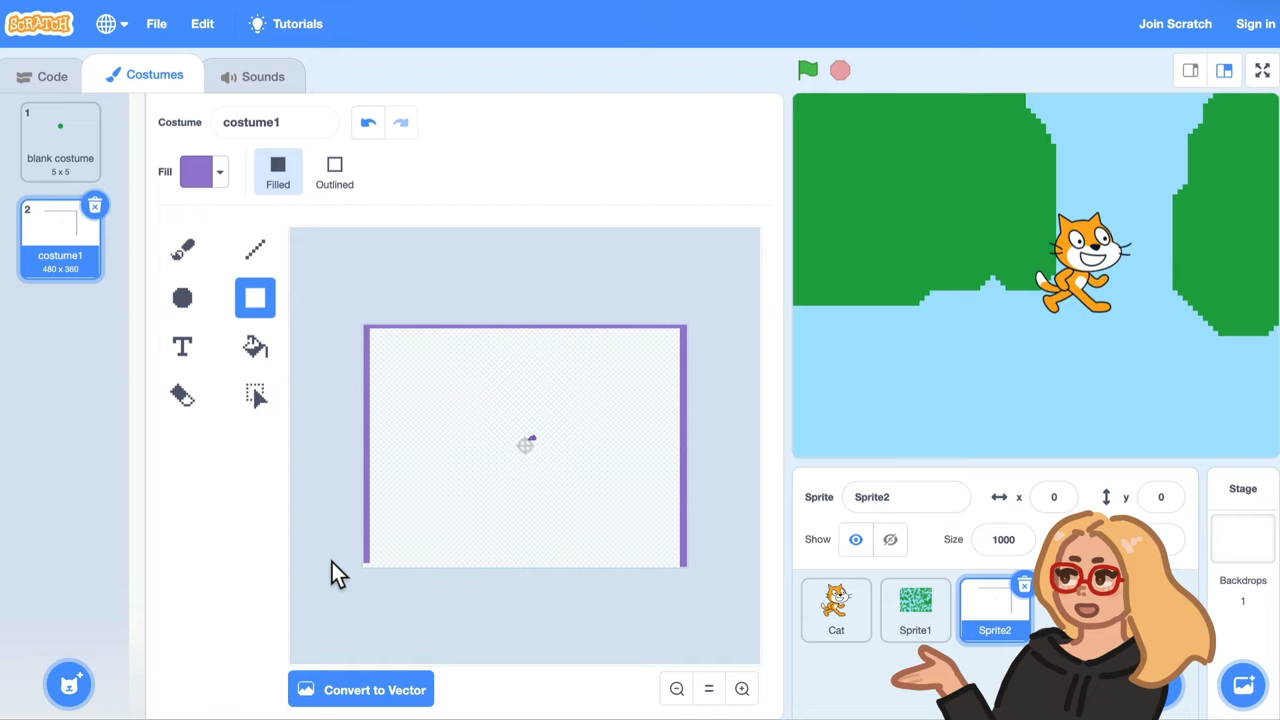 SCRATCH File Edit Tutorials Join Scratch Sign in
Code Costumes Sounds
1
blank costume
5 x 5
2
costume1
480 x 360
Costume costume1
Fill Filled Outlined
T
Convert to Vector
Sprite Sprite2 x 0 y 0
Show Size 1000
Cat Sprite1 Sprite2
Stage
Backdrops
1